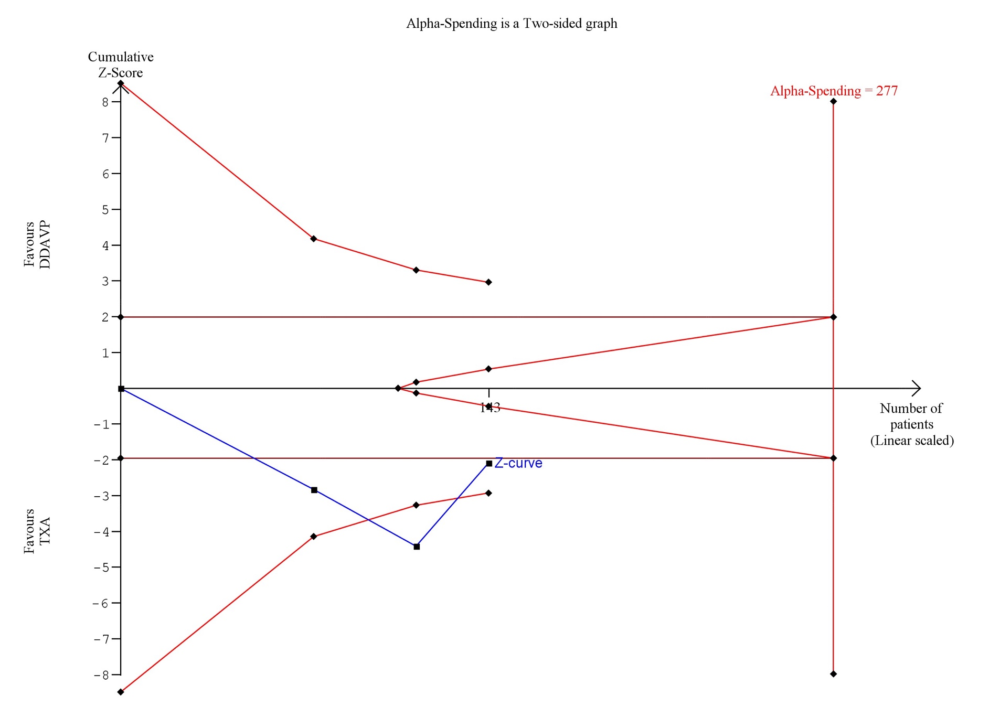 Alpha-Spending is a Two-sided graph
Cumulative
Z-Score
Alpha-Spending = 277
8
7
6
5
4
3
2
1
-1
-2
-3
-4
-5
-6
-7
-8
Favours
DDAVP
Favours
TXA
143
Number of
patients
(Linear scaled)
Z-curve